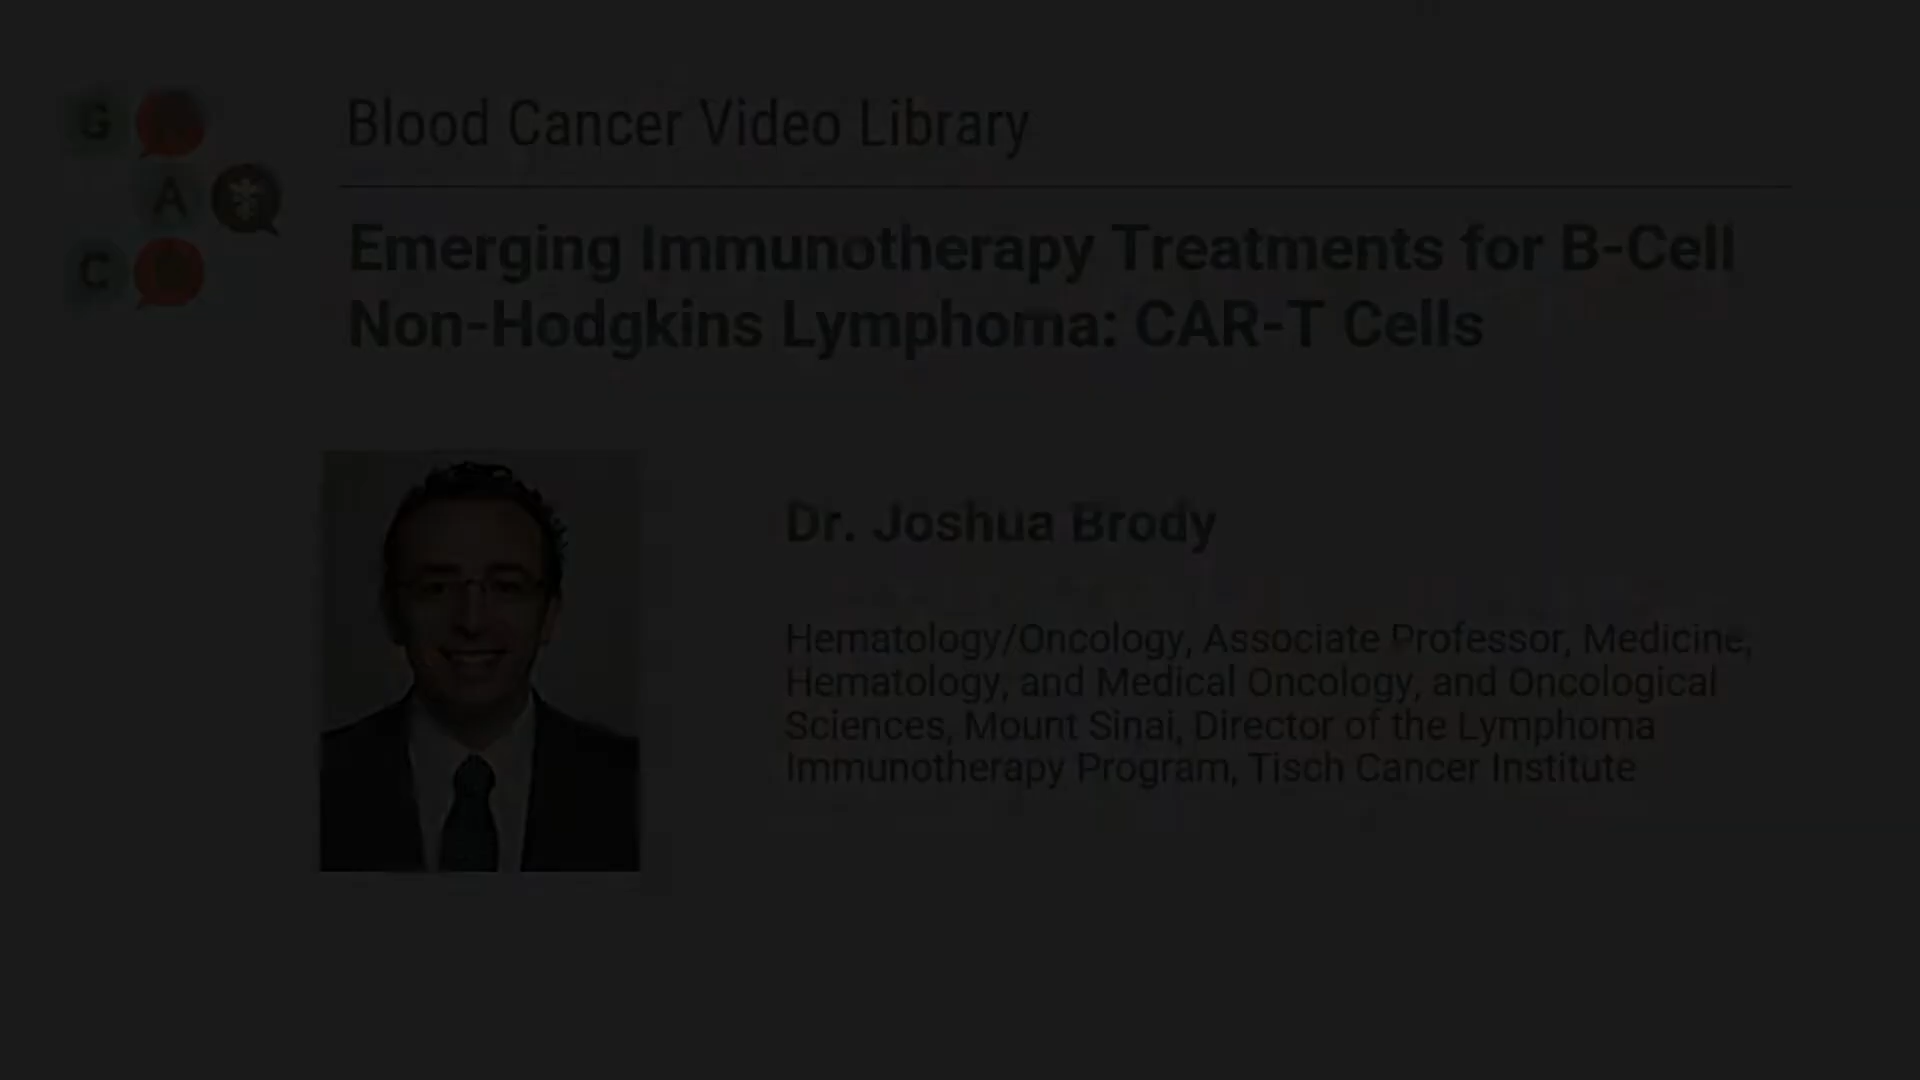 G
A
C
Blood Cancer Video Library
Emerging Immunotherapy Treatments for B-Cell
Non-Hodgkins Lymphoma: CAR-T Cells
Dr. Joshua Brody
Hematology/Oncology, Associate Professor, Medicine,
Hematology, and Medical Oncology, and Oncological
Sciences, Mount Sinai, Director of the Lymphoma
Immunotherapy Program, Tisch Cancer Institute